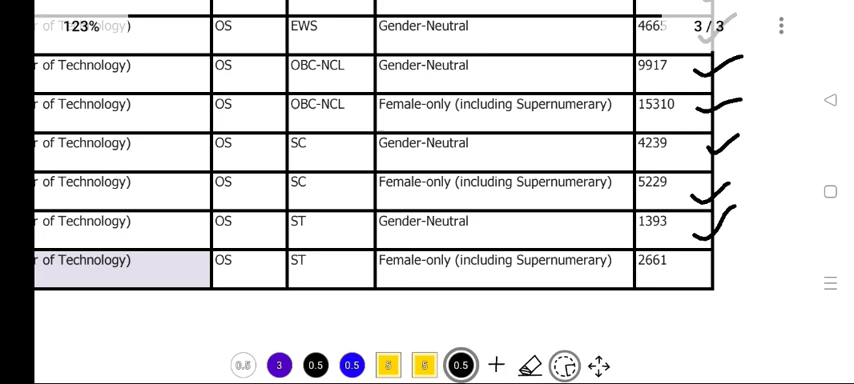 of Technology) OS EWS Gender-Neutral 4665
123% 3 / 3
r of Technology) OS OBC-NCL Gender-Neutral 9917
r of Technology) OS OBC-NCL Female-only (including Supernumerary) 15310
r of Technology) OS SC Gender-Neutral 4239
r of Technology) OS SC Female-only (including Supernumerary) 5229
r of Technology) OS ST Gender-Neutral 1393
r of Technology) OS ST Female-only (including Supernumerary) 2661
0.5 3 0.5 0.5 5 5 0.5